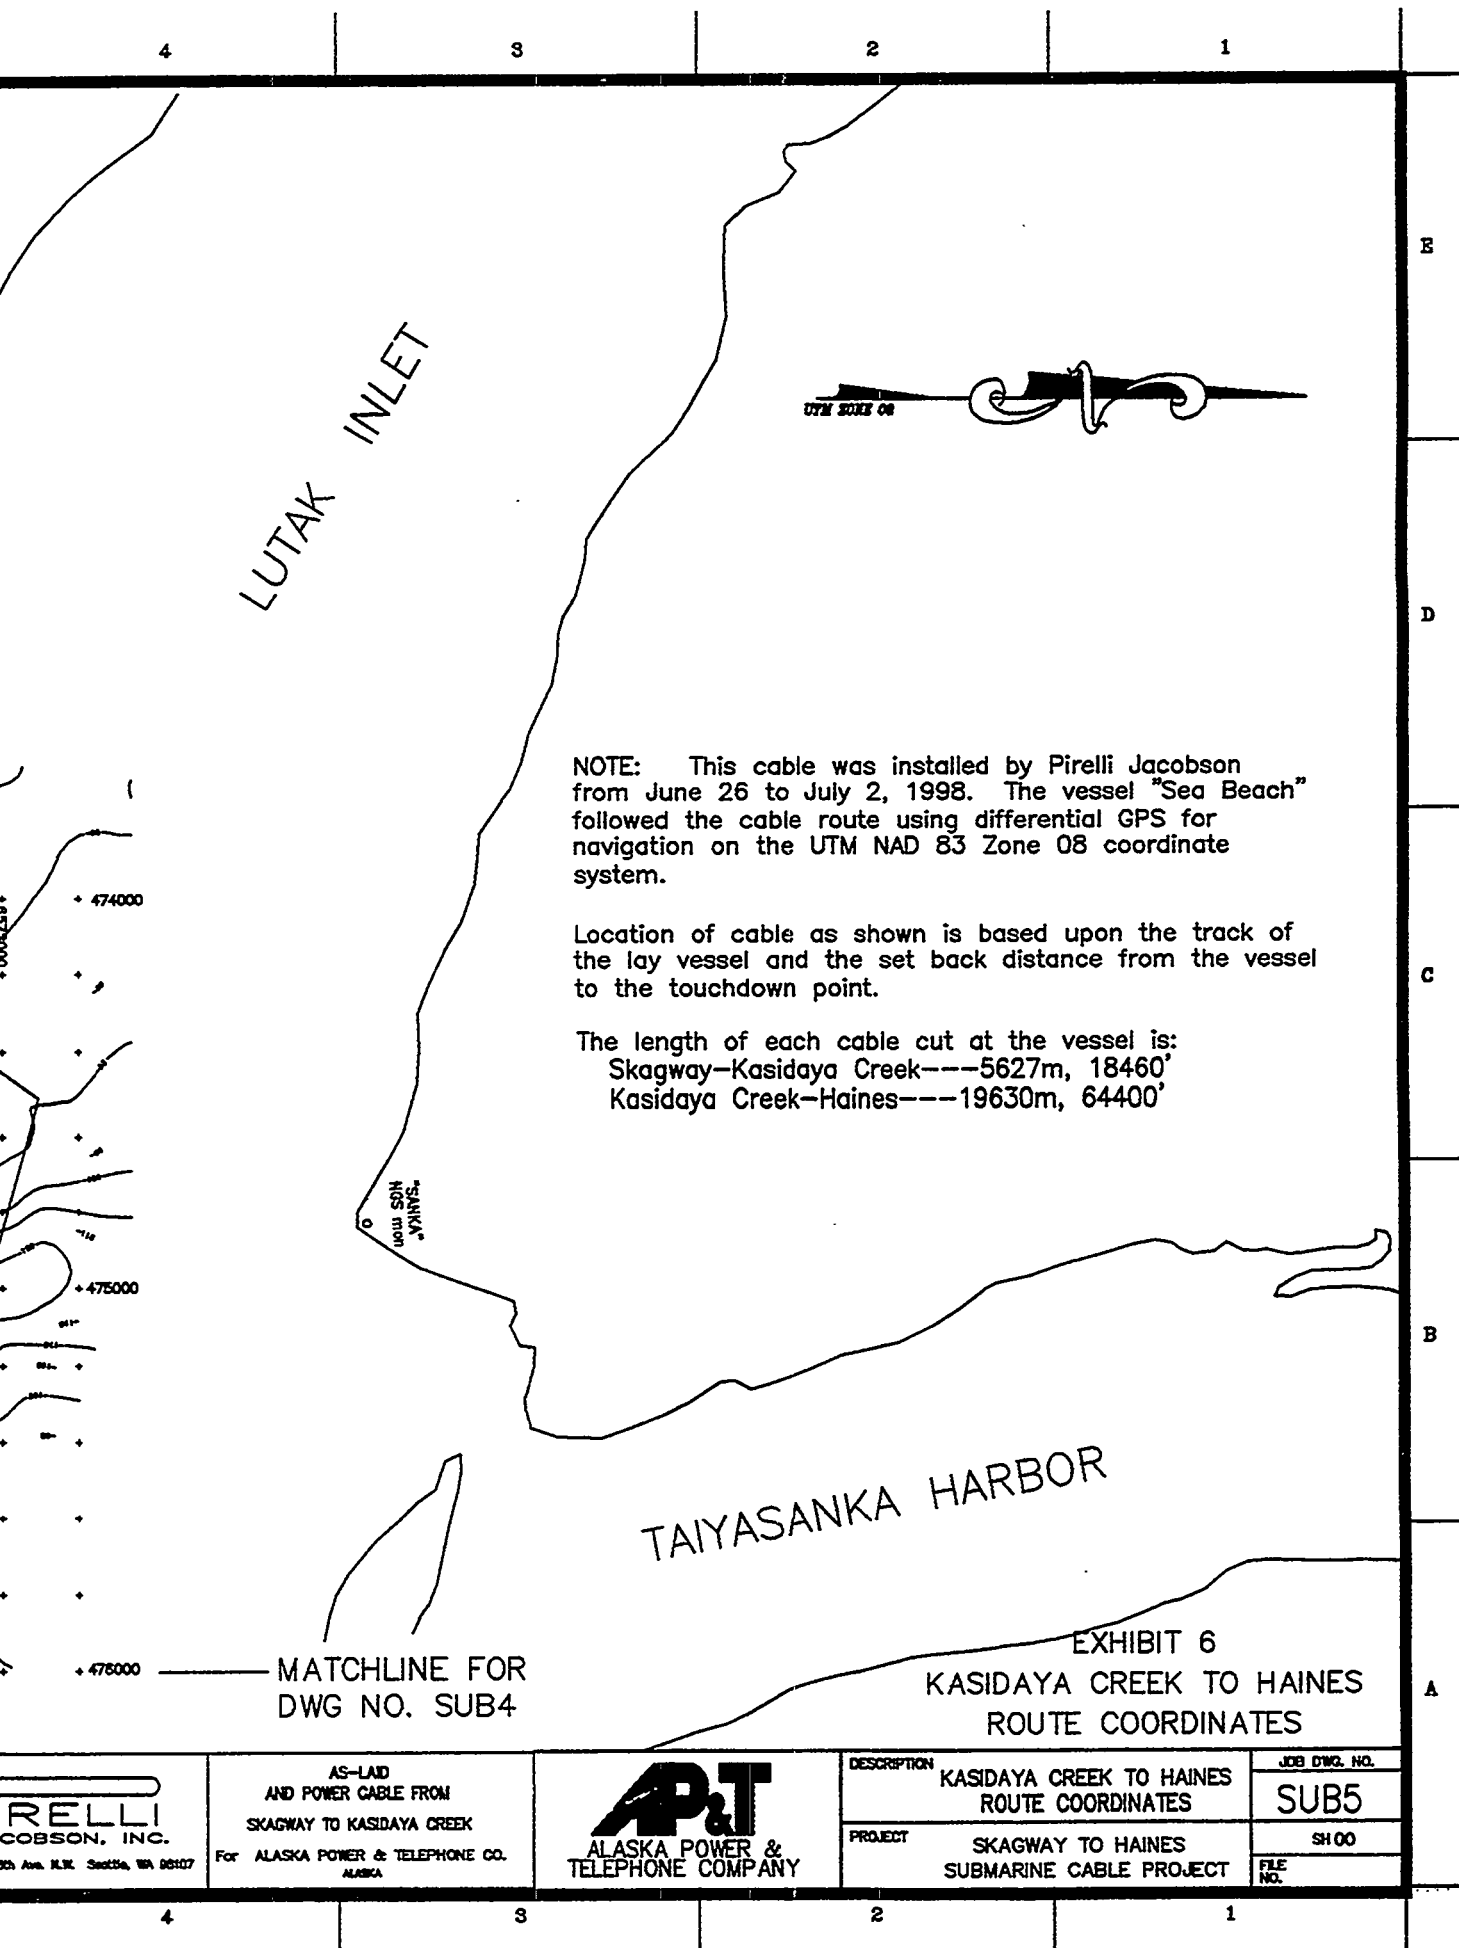 4 3 2 1
E
LUTAK INLET
UTM ZONE 08
D
NOTE: This cable was installed by Pirelli Jacobson
from June 26 to July 2, 1998. The vessel "Sea Beach"
followed the cable route using differential GPS for
navigation on the UTM NAD 83 Zone 08 coordinate
system.
474000
Location of cable as shown is based upon the track of
the lay vessel and the set back distance from the vessel
to the touchdown point.
C
The length of each cable cut at the vessel is:
Skagway-Kasidaya Creek---5627m, 18460'
Kasidaya Creek-Haines---19630m, 64400'
"SANKA"
NGS mon
475000
B
TAIYASANKA HARBOR
476000
MATCHLINE FOR
DWG NO. SUB4
EXHIBIT 6
KASIDAYA CREEK TO HAINES
ROUTE COORDINATES
A
RELLI
COBSON, INC.
Ave. N.W. Seattle, WA 98107
AS-LAID
AND POWER CABLE FROM
SKAGWAY TO KASIDAYA CREEK
For ALASKA POWER & TELEPHONE CO.
ALASKA
AP&T
ALASKA POWER &
TELEPHONE COMPANY
DESCRIPTION
KASIDAYA CREEK TO HAINES
ROUTE COORDINATES
PROJECT
SKAGWAY TO HAINES
SUBMARINE CABLE PROJECT
JOB DWG. NO.
SUB5
SH 00
FILE
NO.
4 3 2 1